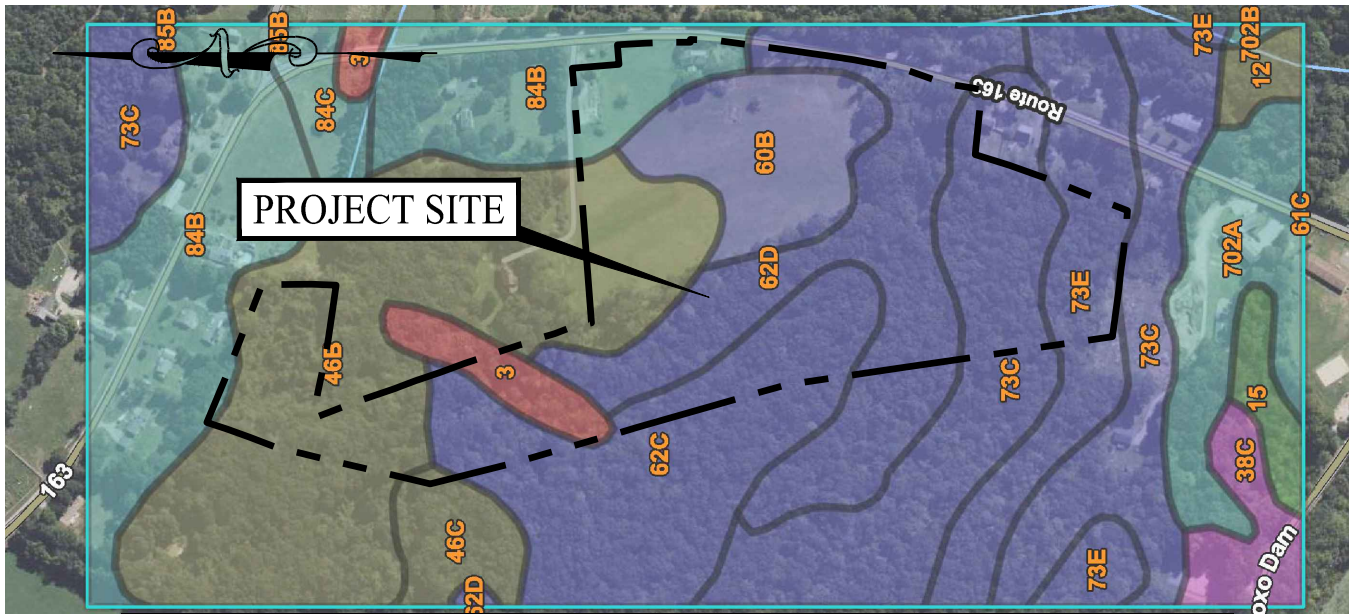 85B
85B
3
73C
84C
84B
84B
PROJECT SITE
60B
62D
Route 163
73E
702B
12
61C
702A
73E
73C
73C
15
38C
46B
3
62C
163
46C
62D
73E
oxo Dam